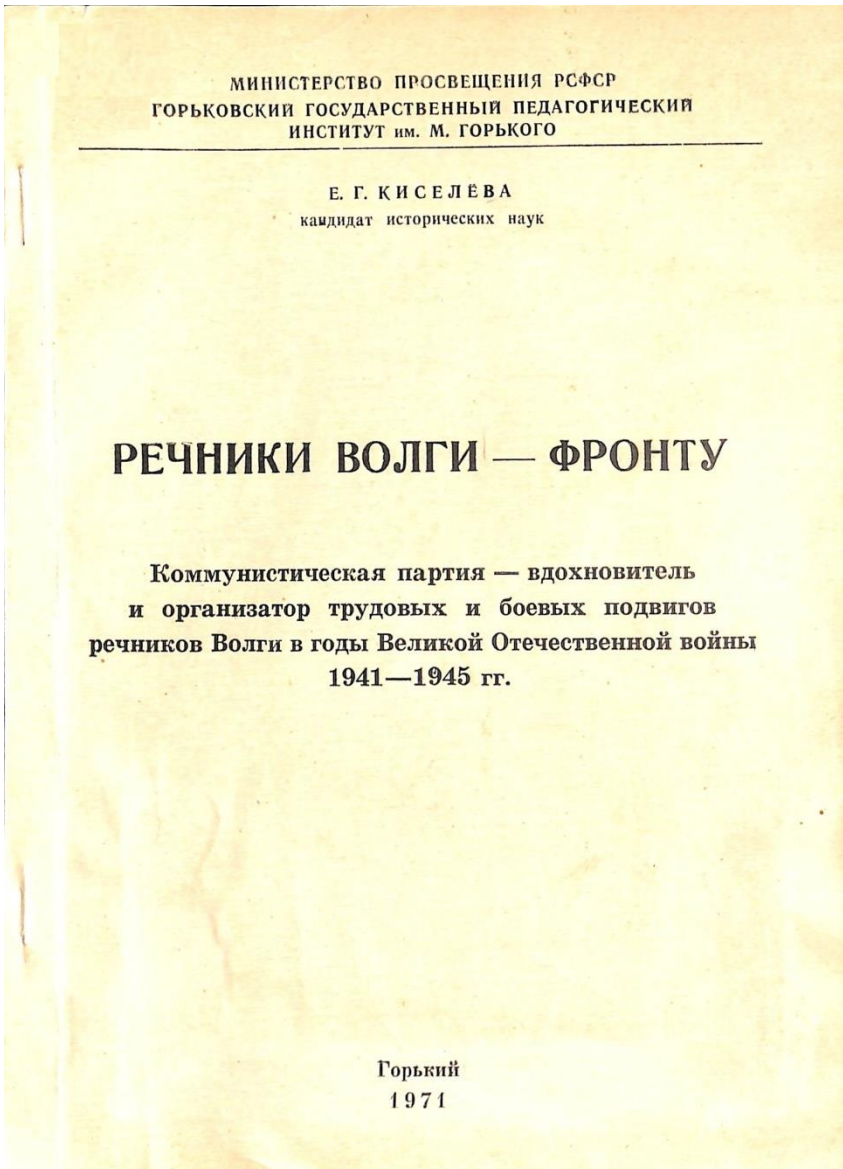 МИНИСТЕРСТВО ПРОСВЕЩЕНИЯ РСФСР
ГОРЬКОВСКИЙ ГОСУДАРСТВЕННЫЙ ПЕДАГОГИЧЕСКИЙ
ИНСТИТУТ им. М. ГОРЬКОГО
Е. Г. КИСЕЛЁВА
кандидат исторических наук
РЕЧНИКИ ВОЛГИ — ФРОНТУ
Коммунистическая партия — вдохновитель
и организатор трудовых и боевых подвигов
речников Волги в годы Великой Отечественной войны
1941—1945 гг.
Горький
1971